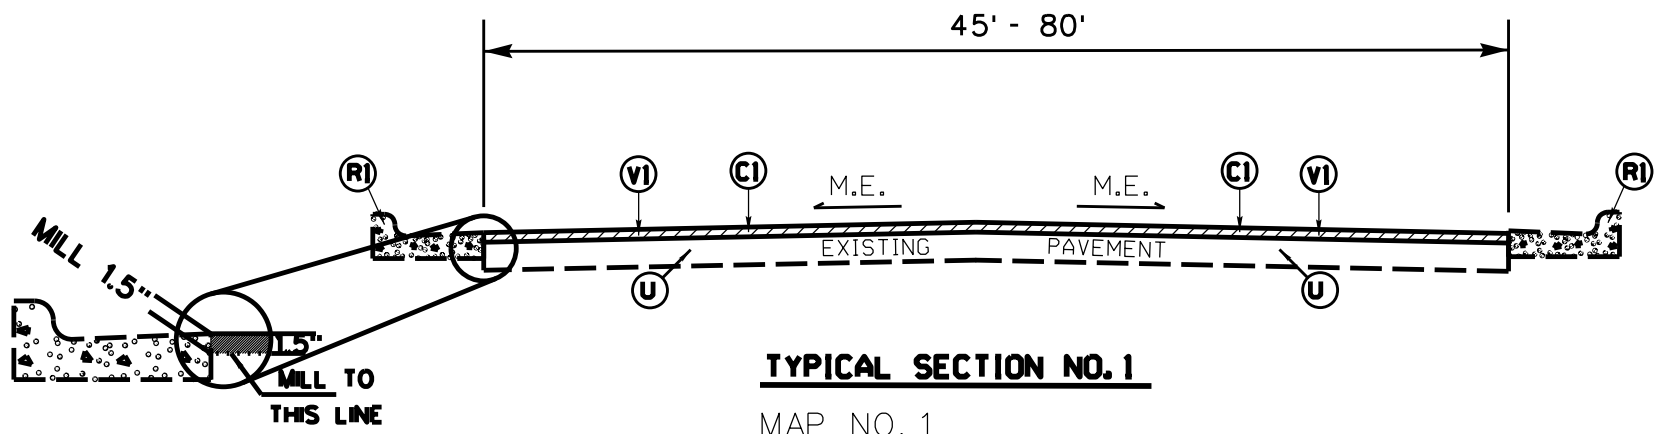 45' - 80'
R1
V1
C1
M.E.
M.E.
C1
V1
R1
EXISTING PAVEMENT
U
U
MILL 1.5"
1.5"
MILL TO
THIS LINE
TYPICAL SECTION NO. 1
MAP NO. 1